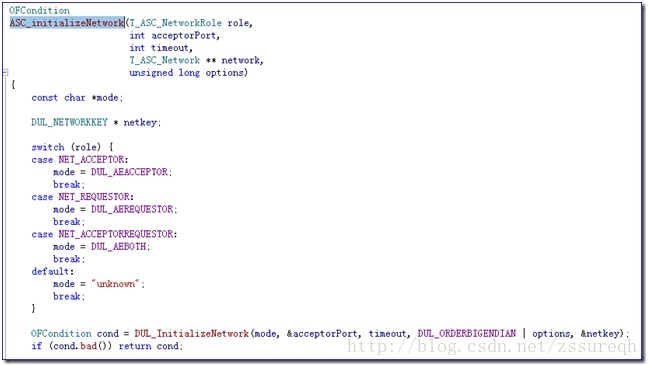 OFCondition
ASC_initializeNetwork(T_ASC_NetworkRole role,
int acceptorPort,
int timeout,
T_ASC_Network ** network,
unsigned long options)
{
const char *mode;
DUL_NETWORKKEY * netkey;
switch (role) {
case NET_ACCEPTOR:
mode = DUL_AEACCEPTOR;
break;
case NET_REQUESTOR:
mode = DUL_AEREQUESTOR;
break;
case NET_ACCEPTORREQUESTOR:
mode = DUL_AEBOTH;
break;
default:
mode = "unknown";
break;
}
OFCondition cond = DUL_InitializeNetwork(mode, &acceptorPort, timeout, DUL_ORDERBIGENDIAN | options, &netkey);
if (cond.bad()) return cond;
http://blog.csdn.net/zssureqh